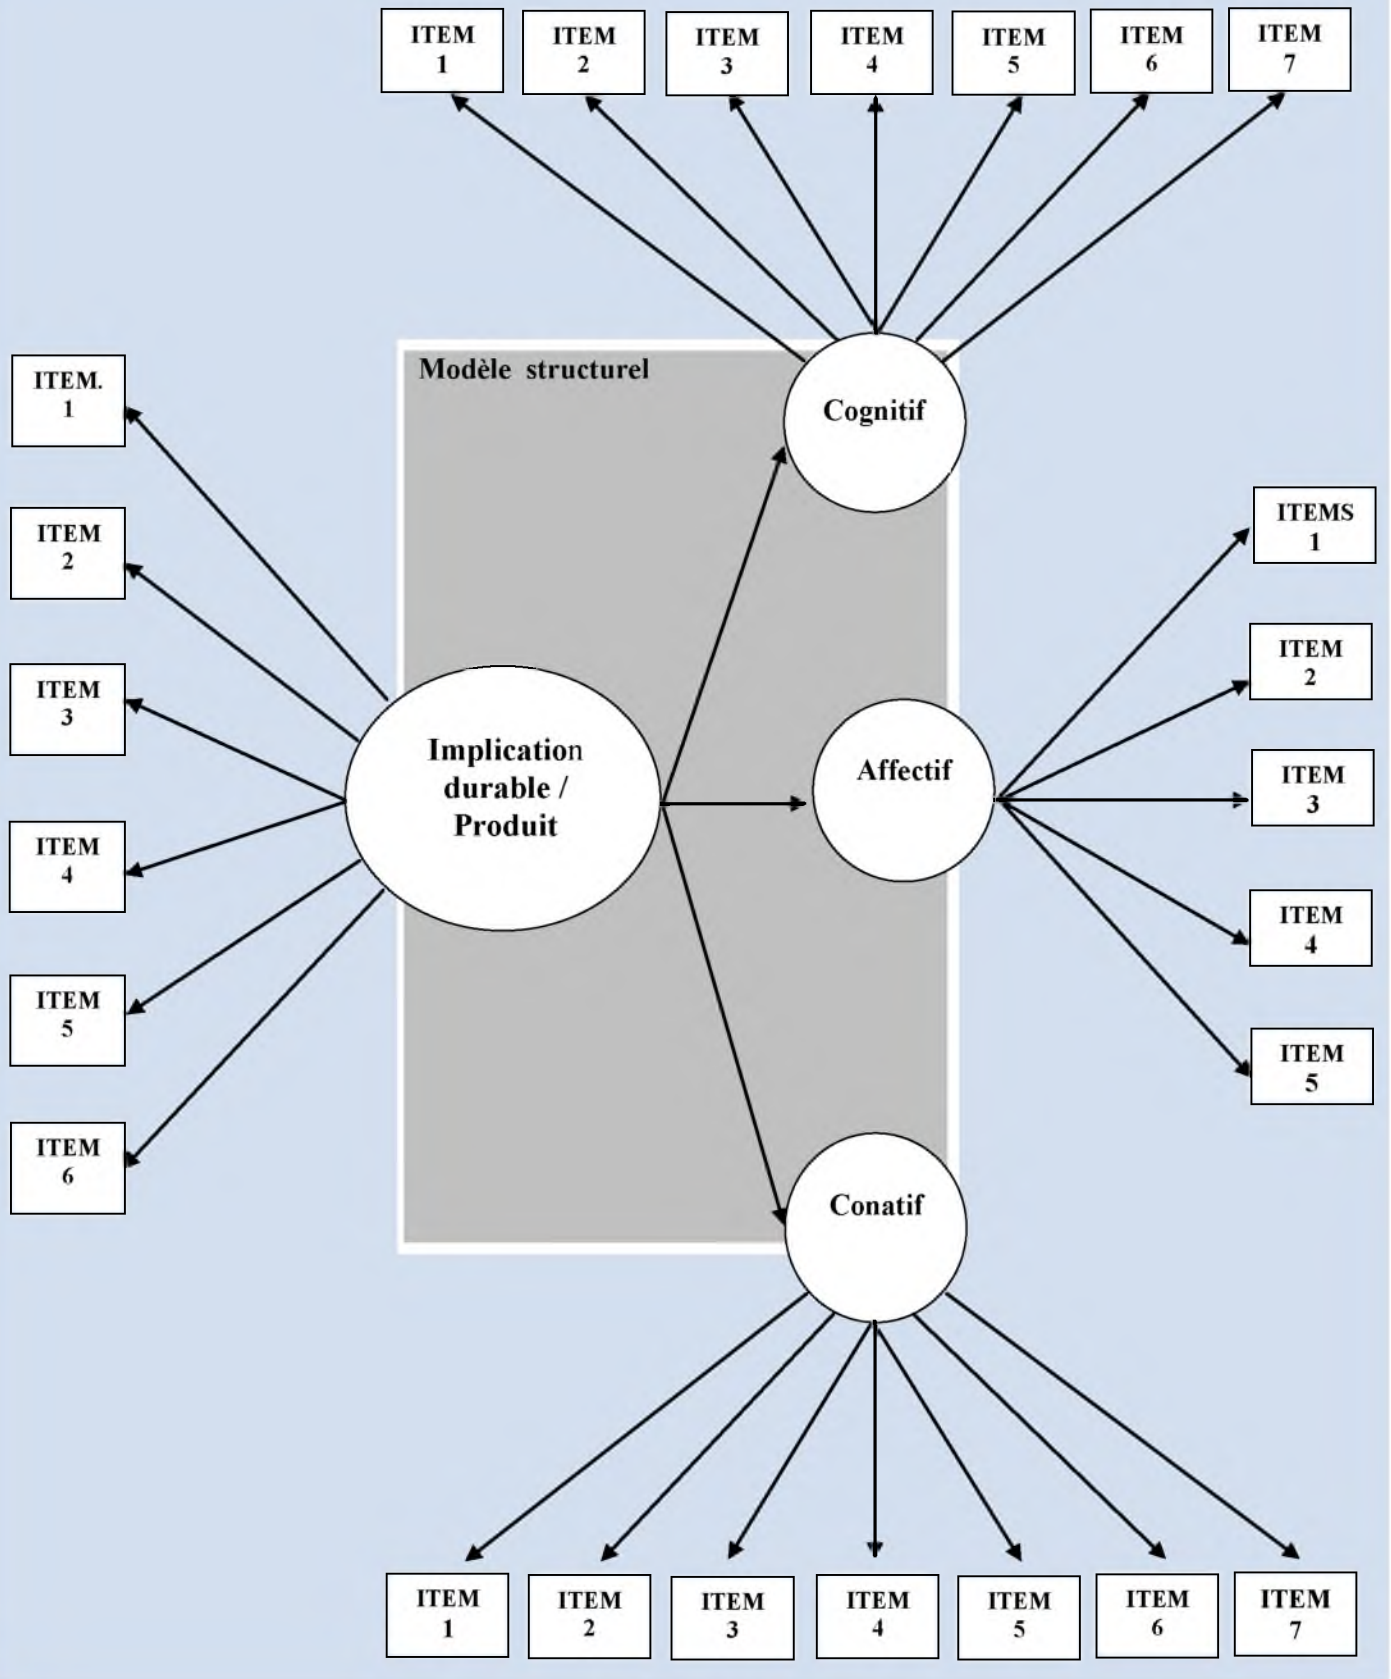 ITEM
1
ITEM
2
ITEM
3
ITEM
4
ITEM
5
ITEM
6
ITEM
7
Modèle structurel
Cognitif
ITEM.
1
ITEM
2
ITEM
3
ITEM
4
ITEM
5
ITEM
6
Implication
durable /
Produit
Affectif
ITEMS
1
ITEM
2
ITEM
3
ITEM
4
ITEM
5
Conatif
ITEM
1
ITEM
2
ITEM
3
ITEM
4
ITEM
5
ITEM
6
ITEM
7